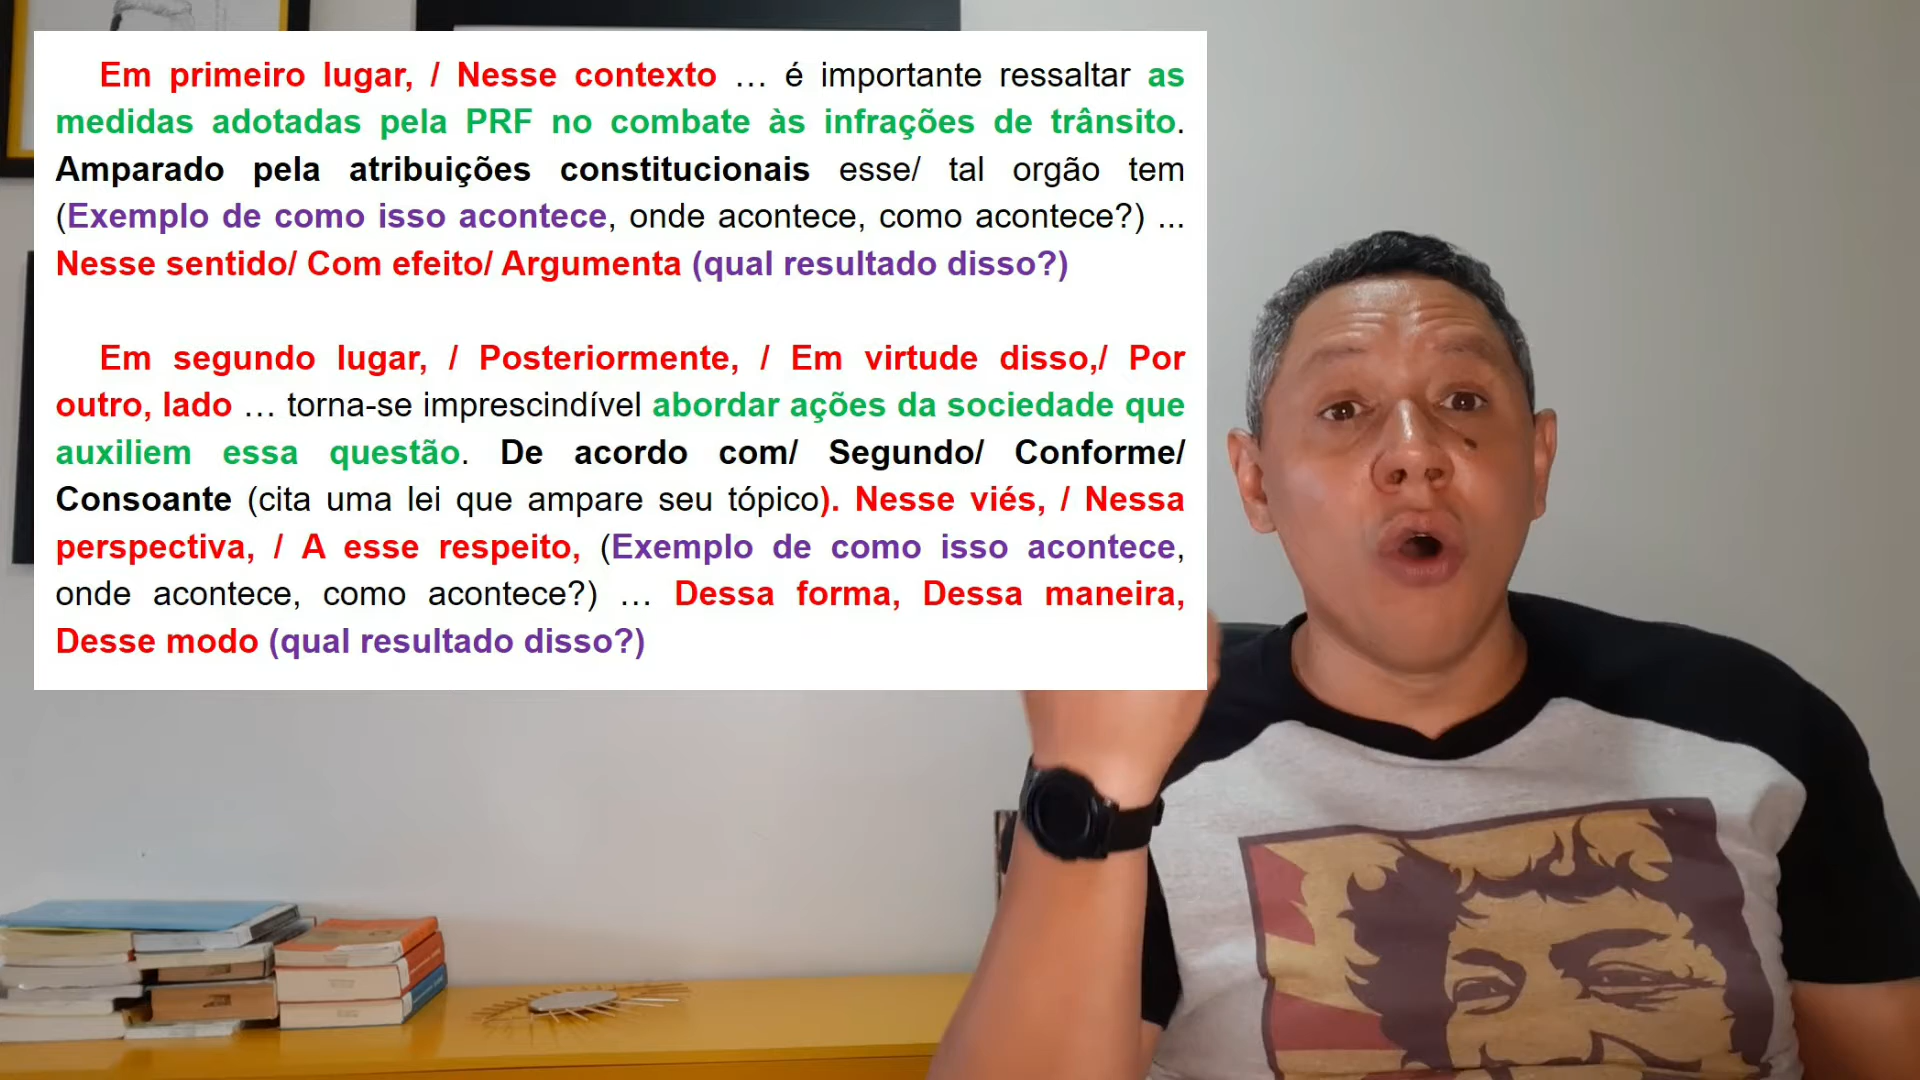 Em primeiro lugar, / Nesse contexto … é importante ressaltar as
medidas adotadas pela PRF no combate às infrações de trânsito.
Amparado pela atribuições constitucionais esse/ tal orgão tem
(Exemplo de como isso acontece, onde acontece, como acontece?) ...
Nesse sentido/ Com efeito/ Argumenta (qual resultado disso?)
Em segundo lugar, / Posteriormente, / Em virtude disso,/ Por
outro, lado … torna-se imprescindível abordar ações da sociedade que
auxiliem essa questão. De acordo com/ Segundo/ Conforme/
Consoante (cita uma lei que ampare seu tópico). Nesse viés, / Nessa
perspectiva, / A esse respeito, (Exemplo de como isso acontece,
onde acontece, como acontece?) … Dessa forma, Dessa maneira,
Desse modo (qual resultado disso?)